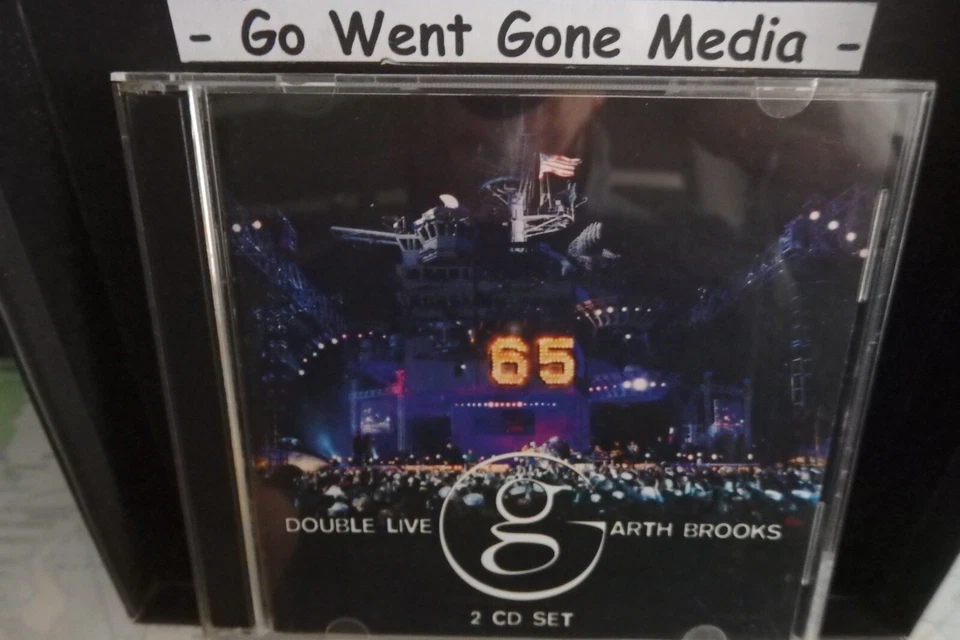 - Go Went Gone Media -
65
DOUBLE LIVE g ARTH BROOKS
2 CD SET